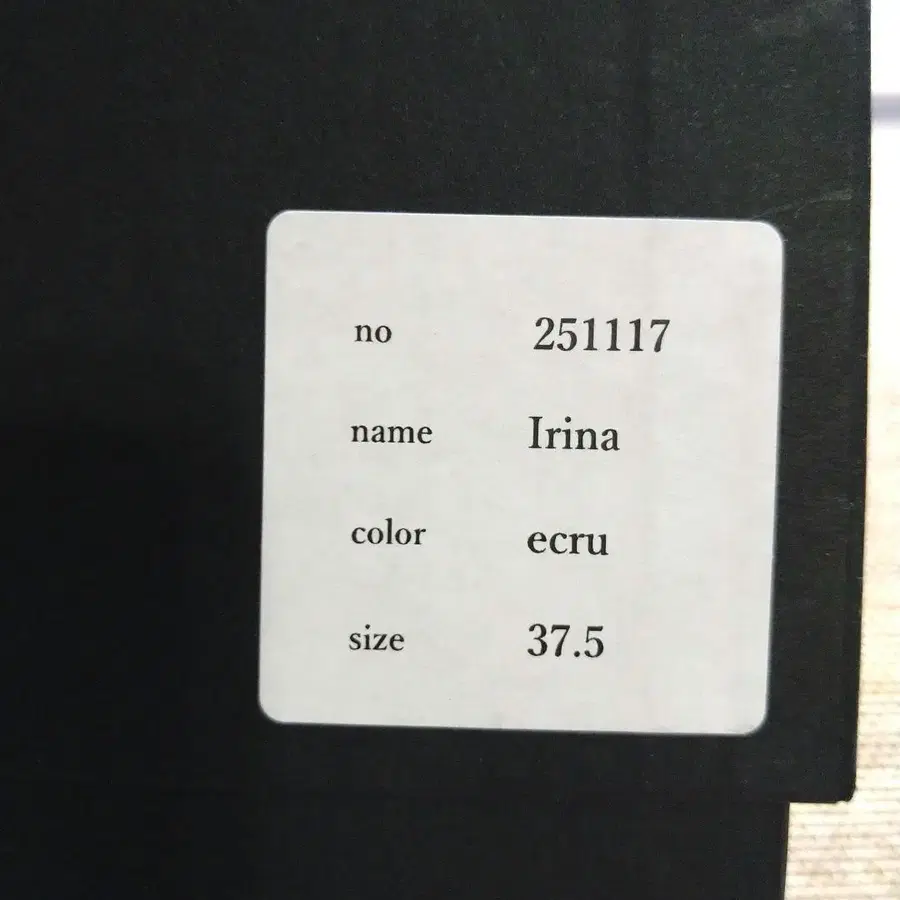 no 251117
name Irina
color ecru
size 37.5